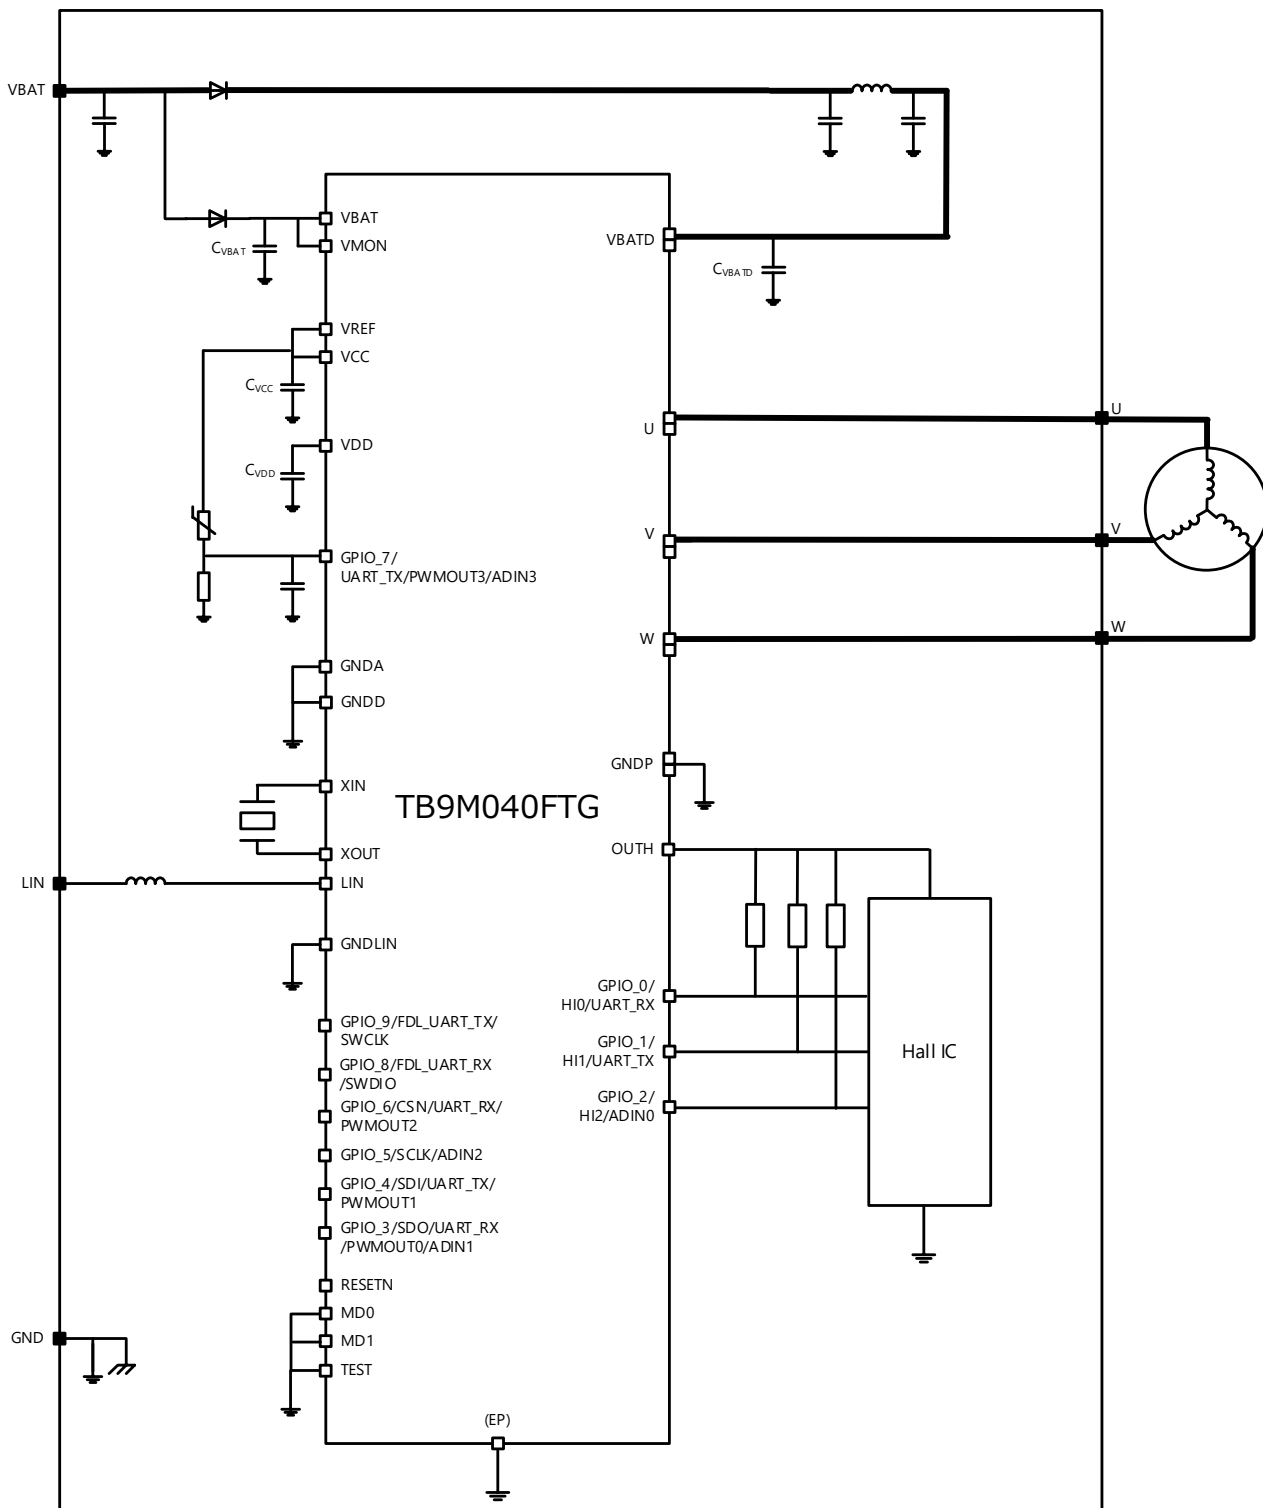 VBAT
VBAT
VMON
VBATD
CVBAT
CVBATD
VREF
VCC
CVCC
U
U
VDD
CVDD
V
V
GPIO_7/
UART_TX/PWMOUT3/ADIN3
W
W
GNDA
GNDD
GNDP
XIN
TB9M040FTG
XOUT
OUTH
LIN
LIN
GNDLIN
GPIO_0/
HI0/UART_RX
GPIO_9/FDL_UART_TX/
SWCLK
GPIO_1/
HI1/UART_TX
Hall IC
GPIO_8/FDL_UART_RX
/SWDIO
GPIO_2/
HI2/ADIN0
GPIO_6/CSN/UART_RX/
PWMOUT2
GPIO_5/SCLK/ADIN2
GPIO_4/SDI/UART_TX/
PWMOUT1
GPIO_3/SDO/UART_RX
/PWMOUT0/ADIN1
RESETN
MD0
GND
MD1
TEST
(EP)